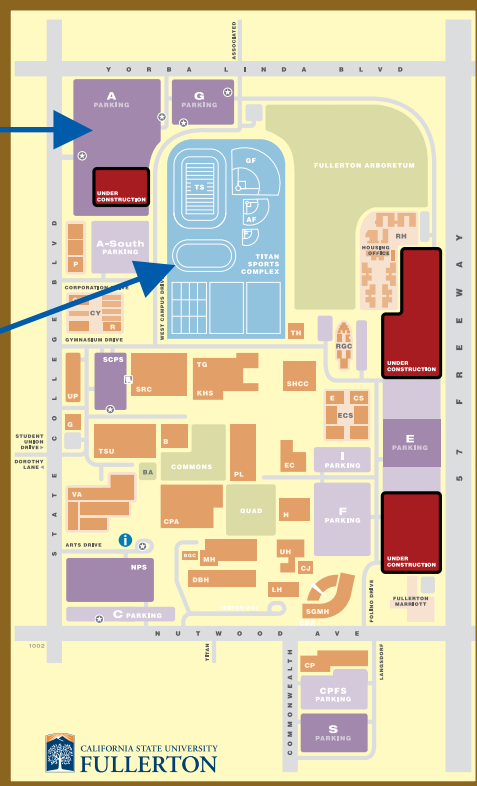 ASSOCIATED
YORBA LINDA BLVD
A
PARKING
G
PARKING
GF
TS
FULLERTON ARBORETUM
UNDER
CONSTRUCTION
AF
STATE COLLEGE BLVD
A-South
PARKING
P
TITAN
SPORTS
COMPLEX
HOUSING
OFFICE
RH
57 FREEWAY
CORPORATION DRIVE
WEST CAMPUS DRIVE
CY
R
GYMNASIUM DRIVE
TH
RGC
UNDER
CONSTRUCTION
SCPS
SRC
TG
KHS
SHCC
UP
E
CS
ECS
G
TSU
B
E
PARKING
STUDENT
UNION
DRIVE >
DOROTHY
LANE <
BA
COMMONS
PL
EC
I
PARKING
VA
CPA
QUAD
H
F
PARKING
ARTS DRIVE
i
UNDER
CONSTRUCTION
NPS
BGC
MH
UH
CJ
DBH
LH
SGMH
FOLINO DRIVE
FULLERTON
MARRIOTT
C PARKING
NUTWOOD AVE
1002
TITAN
COMMONWEALTH
LANGSDORF
CP
CPFS
PARKING
S
PARKING
CALIFORNIA STATE UNIVERSITY
FULLERTON